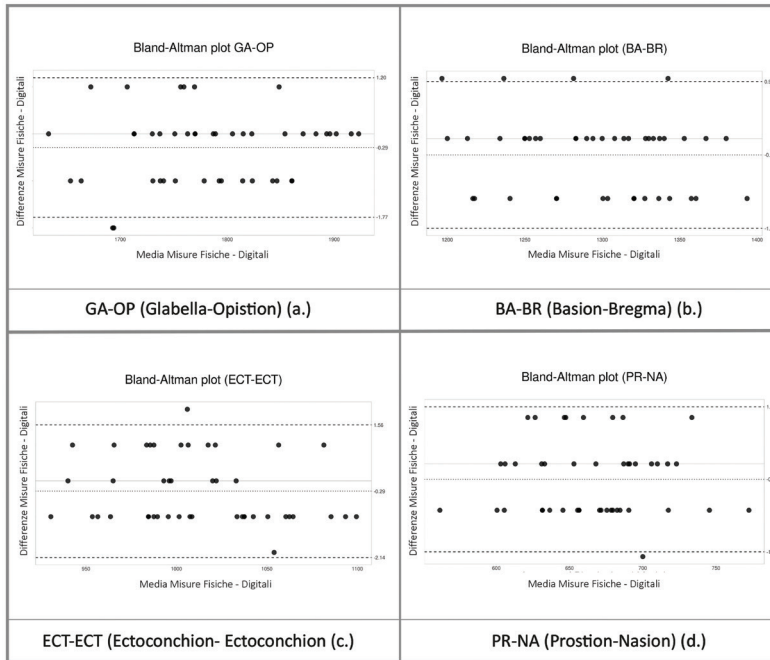 Bland-Altman plot GA-OP
Differenze Misure Fisiche - Digitali
1.20
-0.29
-1.77
1700
1800
1900
Media Misure Fisiche - Digitali
GA-OP (Glabella-Opistion) (a.)
Bland-Altman plot (BA-BR)
Differenze Misure Fisiche - Digitali
1200
1250
1300
1350
1400
Media Misure Fisiche - Digitali
BA-BR (Basion-Bregma) (b.)
Bland-Altman plot (ECT-ECT)
Differenze Misure Fisiche - Digitali
1.56
-0.29
-2.14
950
1000
1050
1100
Media Misure Fisiche - Digitali
ECT-ECT (Ectoconchion- Ectoconchion (c.)
Bland-Altman plot (PR-NA)
Differenze Misure Fisiche - Digitali
600
650
700
750
Media Misure Fisiche - Digitali
PR-NA (Prostion-Nasion) (d.)